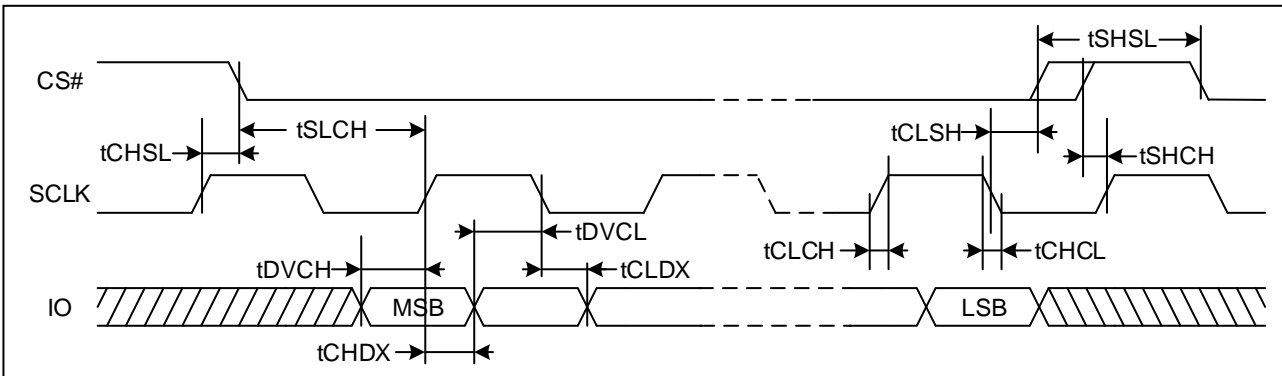 tSHSL
CS#
tSLCH
tCLSH
tCHSL
tSHCH
SCLK
tDVCL
tCLCH
tCHCL
tDVCH
tCLDX
IO
MSB
LSB
tCHDX